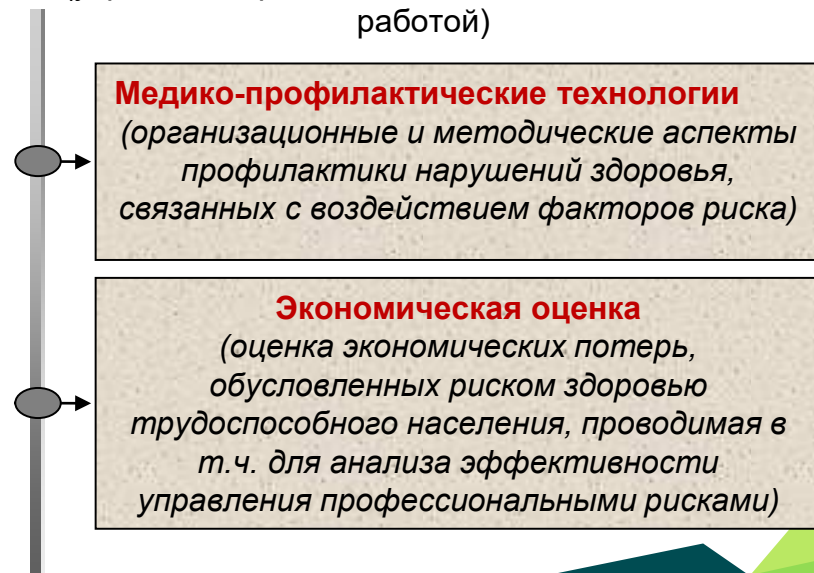 работой)
Медико-профилактические технологии
(организационные и методические аспекты
профилактики нарушений здоровья,
связанных с воздействием факторов риска)
Экономическая оценка
(оценка экономических потерь,
обусловленных риском здоровью
трудоспособного населения, проводимая в
т.ч. для анализа эффективности
управления профессиональными рисками)